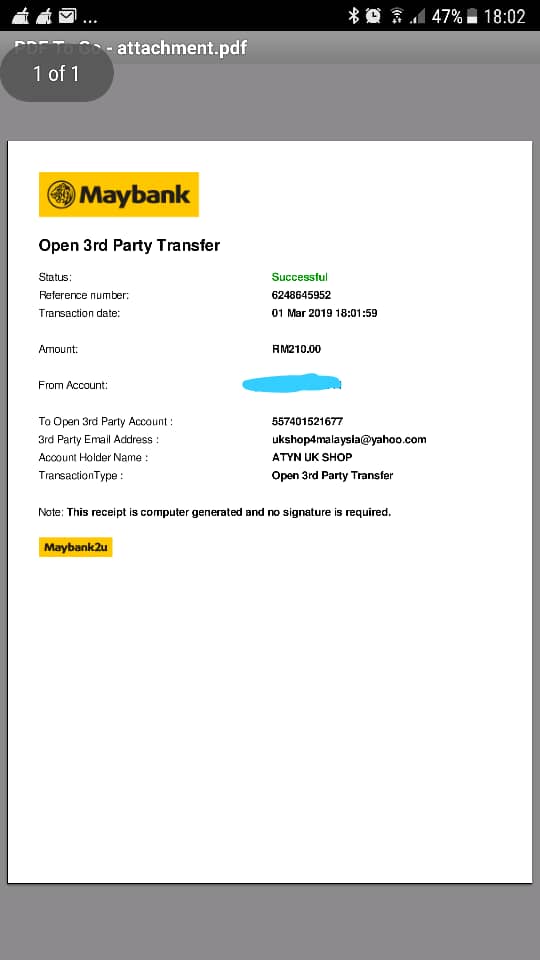 ... 47% 18:02
PDF To Go - attachment.pdf
1 of 1
Maybank
Open 3rd Party Transfer
Status: Successful
Reference number: 6248645952
Transaction date: 01 Mar 2019 18:01:59
Amount: RM210.00
From Account:
To Open 3rd Party Account : 557401521677
3rd Party Email Address : ukshop4malaysia@yahoo.com
Account Holder Name : ATYN UK SHOP
TransactionType : Open 3rd Party Transfer
Note: This receipt is computer generated and no signature is required.
Maybank2u